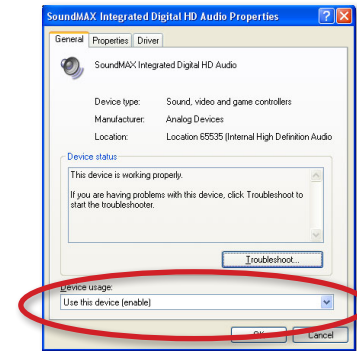 SoundMAX Integrated Digital HD Audio Properties
General Properties Driver
SoundMAX Integrated Digital HD Audio
Device type: Sound, video and game controllers
Manufacturer: Analog Devices
Location: Location 65535 (Internal High Definition Audio
Device status
This device is working properly.
If you are having problems with this device, click Troubleshoot to
start the troubleshooter.
Troubleshoot...
Device usage:
Use this device (enable)
OK Cancel